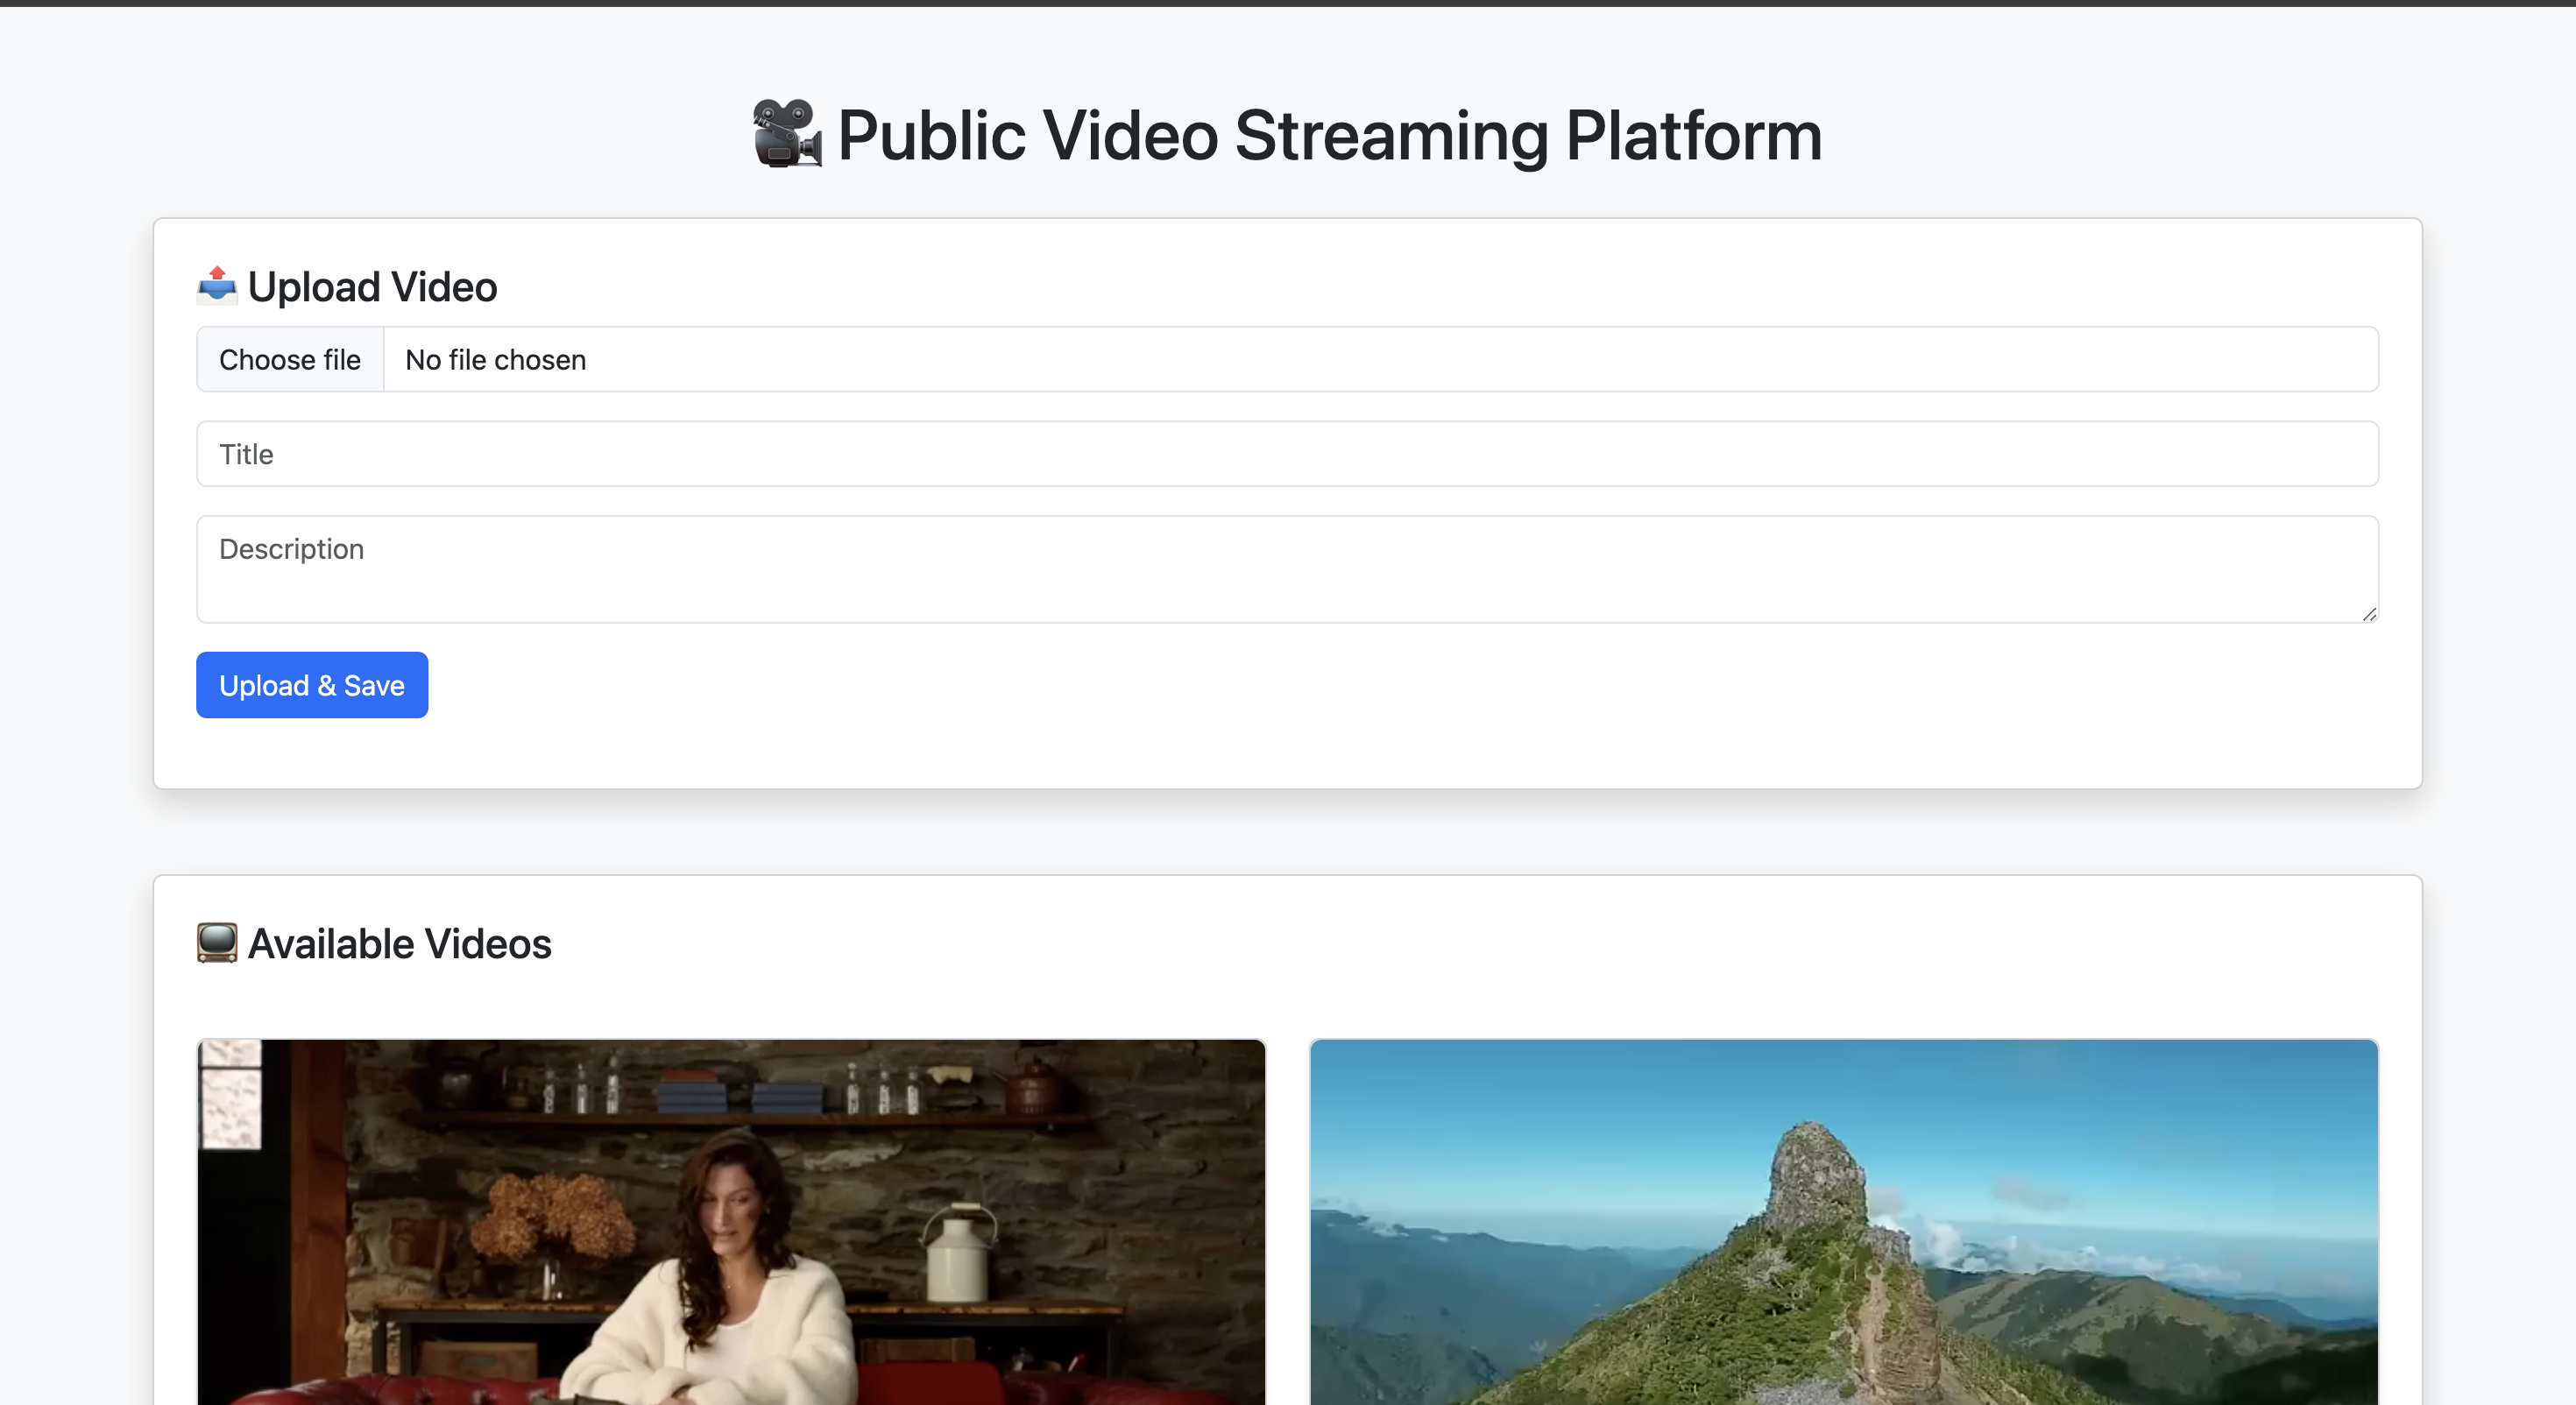 🎥 Public Video Streaming Platform
📤 Upload Video
Choose file No file chosen
Title
Description
Upload & Save
📺 Available Videos